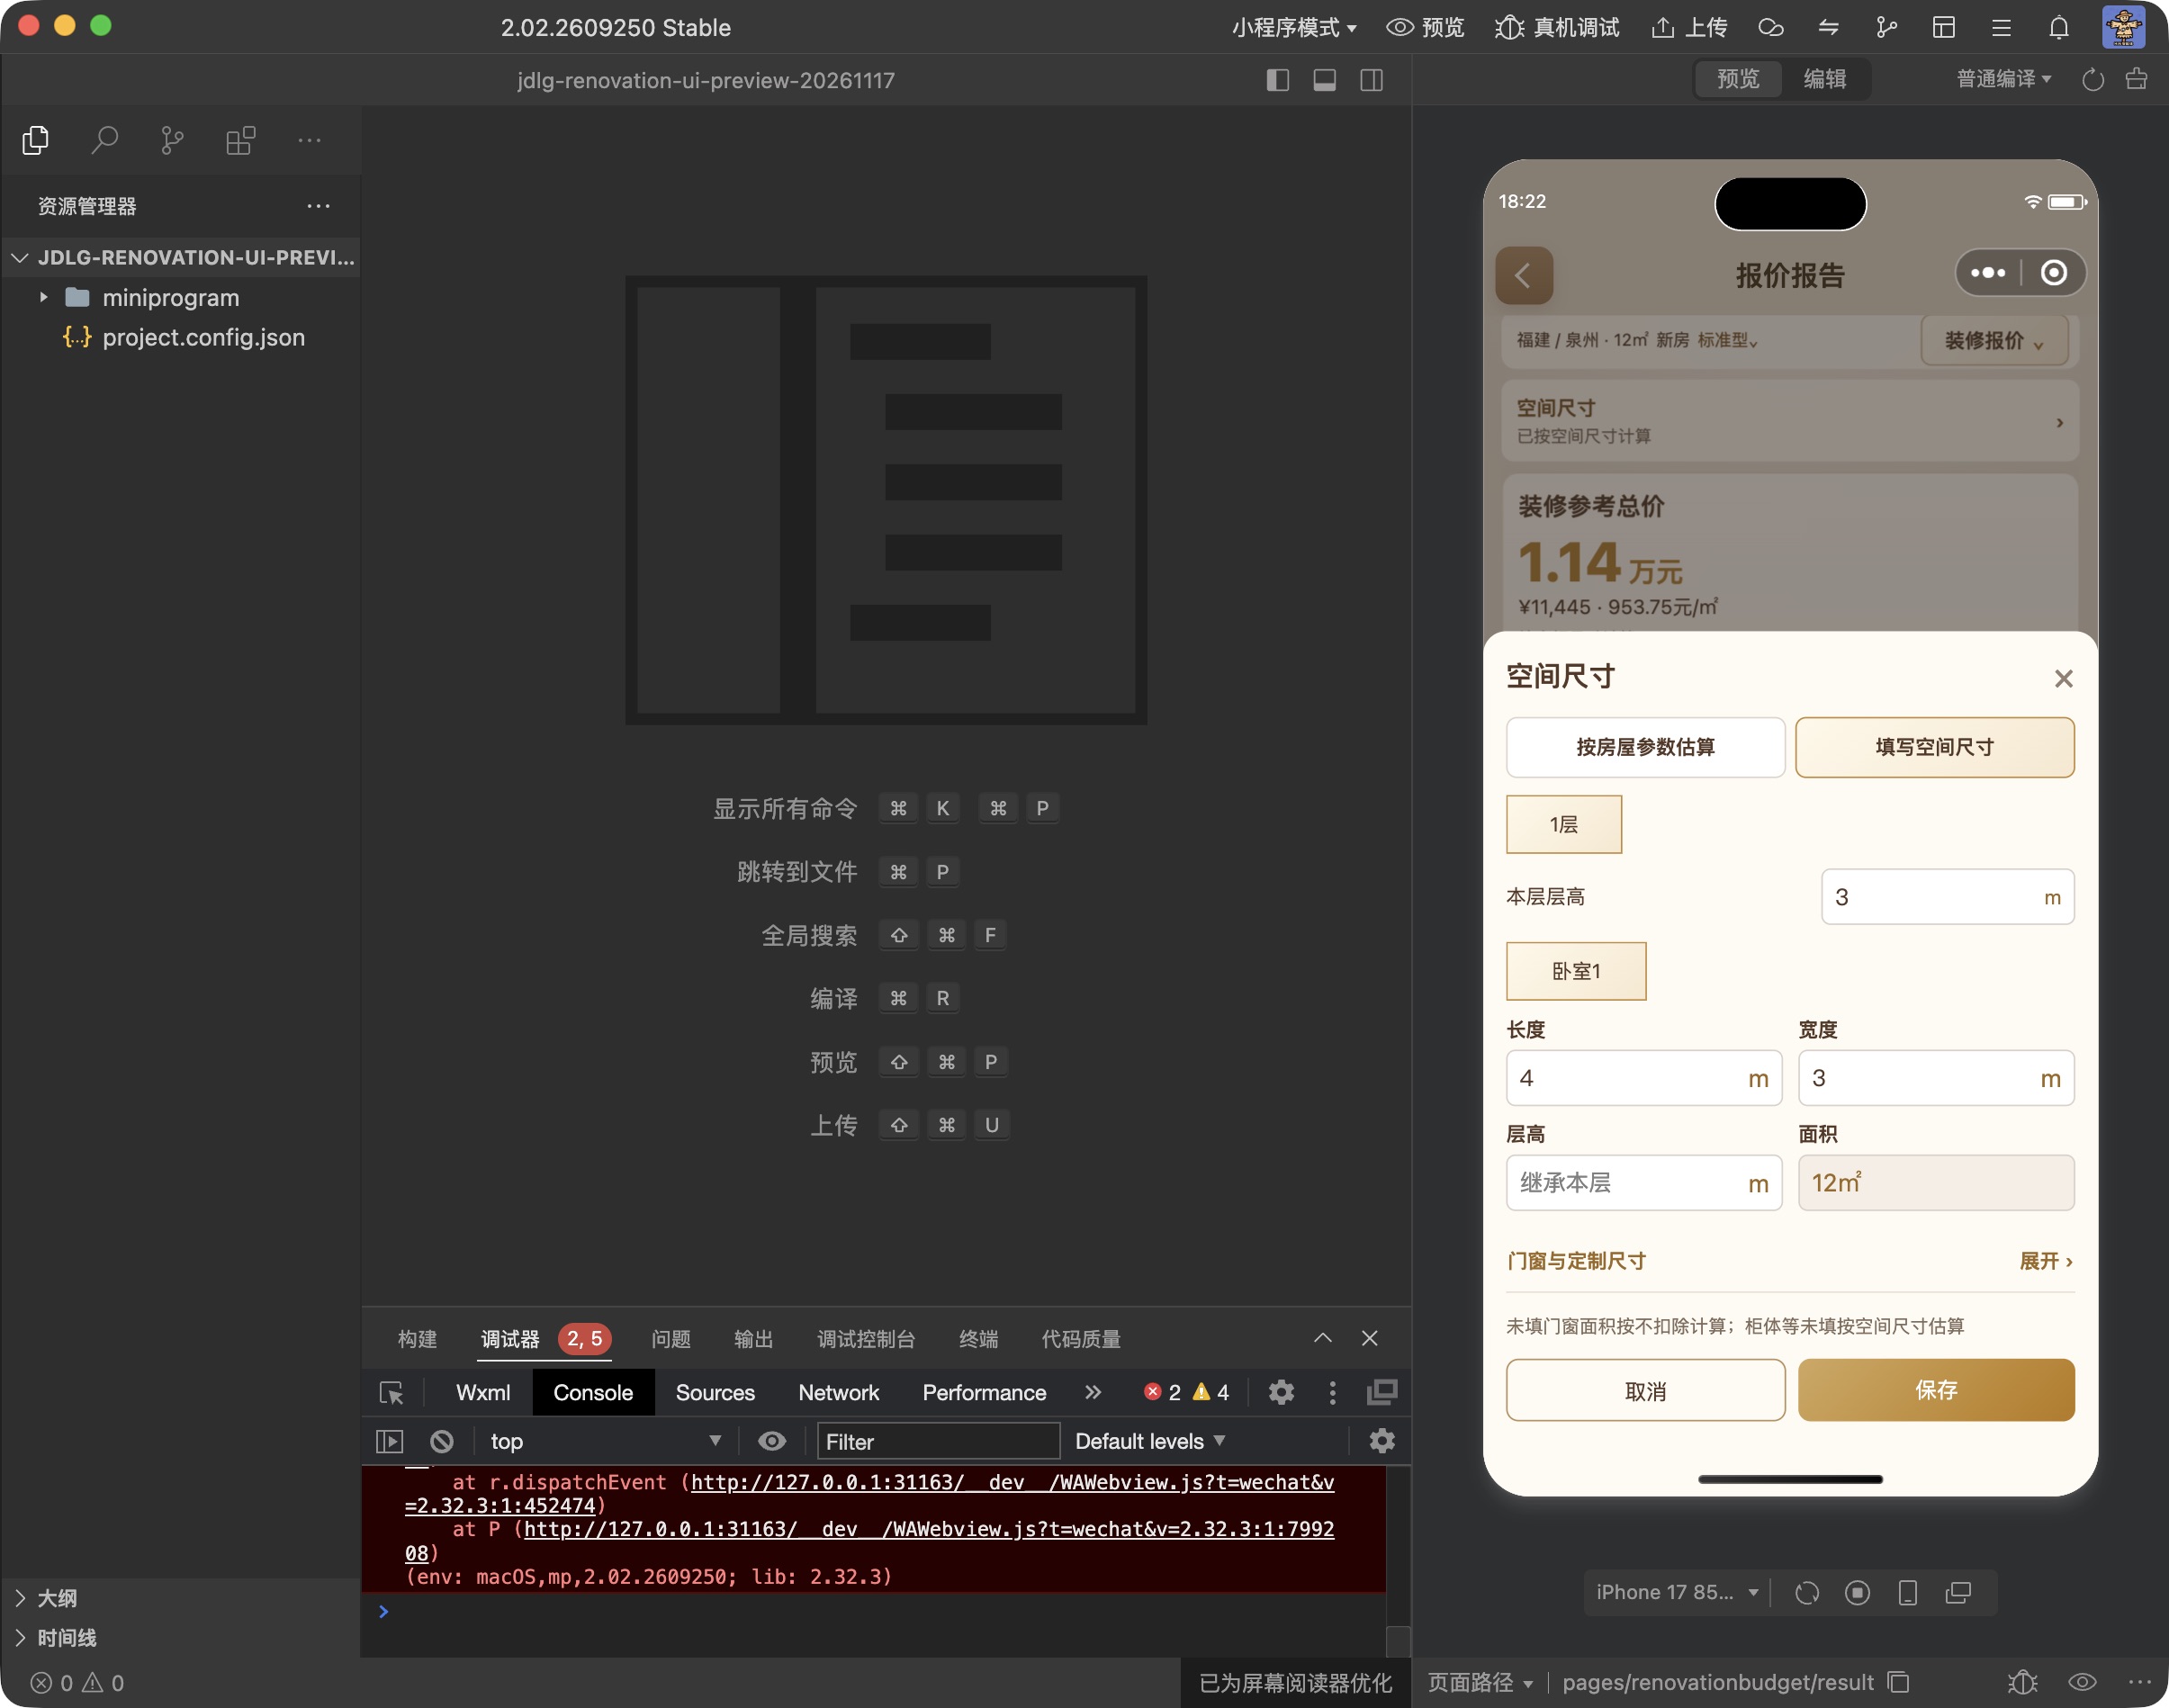 2.02.2609250 Stable
小程序模式
预览
真机调试
上传
jdlg-renovation-ui-preview-20261117
预览
编辑
普通编译
资源管理器
JDLG-RENOVATION-UI-PREVI...
miniprogram
{...} project.config.json
显示所有命令 ⌘ K ⌘ P
跳转到文件 ⌘ P
全局搜索 ⇧ ⌘ F
编译 ⌘ R
预览 ⇧ ⌘ P
上传 ⇧ ⌘ U
构建
调试器 2, 5
问题
输出
调试控制台
终端
代码质量
Wxml
Console
Sources
Network
Performance
2
4
top
Filter
Default levels
at r.dispatchEvent (http://127.0.0.1:31163/__dev__/WAWebview.js?t=wechat&v
=2.32.3:1:452474)
at P (http://127.0.0.1:31163/__dev__/WAWebview.js?t=wechat&v=2.32.3:1:7992
08)
(env: macOS,mp,2.02.2609250; lib: 2.32.3)
大纲
时间线
0
0
已为屏幕阅读器优化
18:22
报价报告
福建 / 泉州 · 12㎡ 新房 标准型
装修报价
空间尺寸
已按空间尺寸计算
装修参考总价
1.14 万元
¥11,445 · 953.75元/㎡
空间尺寸
按房屋参数估算
填写空间尺寸
1层
本层层高
3 m
卧室1
长度
宽度
4 m
3 m
层高
面积
继承本层 m
12㎡
门窗与定制尺寸
展开 ›
未填门窗面积按不扣除计算；柜体等未填按空间尺寸估算
取消
保存
iPhone 17 85...
页面路径
pages/renovationbudget/result